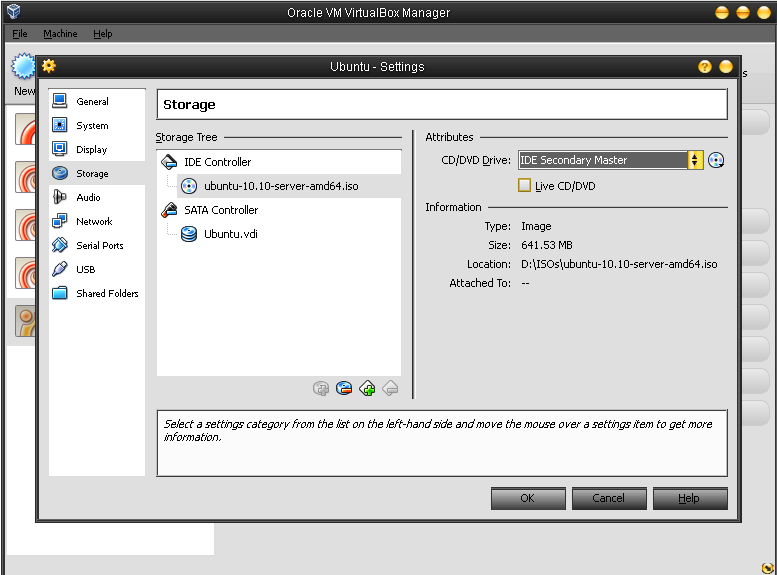 Oracle VM VirtualBox Manager
File Machine Help
New
s
Ubuntu - Settings
General
System
Display
Storage
Audio
Network
Serial Ports
USB
Shared Folders
Storage
Storage Tree
IDE Controller
ubuntu-10.10-server-amd64.iso
SATA Controller
Ubuntu.vdi
Attributes
CD/DVD Drive: IDE Secondary Master
Live CD/DVD
Information
Type: Image
Size: 641.53 MB
Location: D:\ISOs\ubuntu-10.10-server-amd64.iso
Attached To: --
Select a settings category from the list on the left-hand side and move the mouse over a settings item to get more
information.
OK Cancel Help